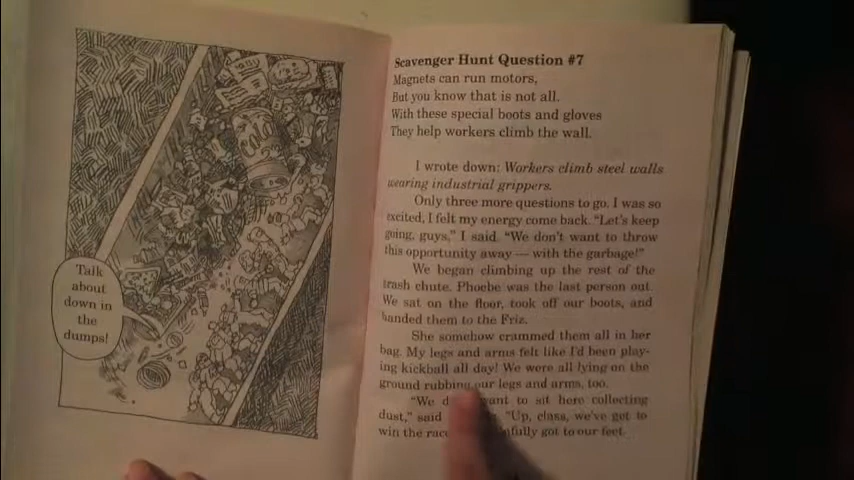 Talk
about
down in
the
dumps!
Scavenger Hunt Question #7
Magnets can run motors,
But you know that is not all.
With these special boots and gloves
They help workers climb the wall.
I wrote down: Workers climb steel walls
wearing industrial grippers.
Only three more questions to go. I was so
excited, I felt my energy come back. “Let’s keep
going, guys,” I said. “We don’t want to throw
this opportunity away — with the garbage!”
We began climbing up the rest of the
trash chute. Phoebe was the last person out.
We sat on the floor, took off our boots, and
handed them to the Friz.
She somehow crammed them all in her
bag. My legs and arms felt like I’d been play-
ing kickball all day! We were all lying on the
ground rubbing our legs and arms, too.
“We want to sit here collecting
dust,” said “Up, class, we’ve got to
win the got to our feet.